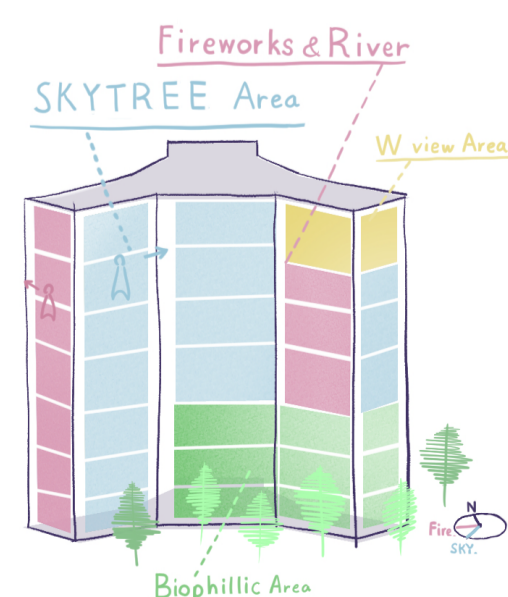 Fireworks & River
SKYTREE Area
W view Area
N
Fire.
SKY.
Biophillic Area